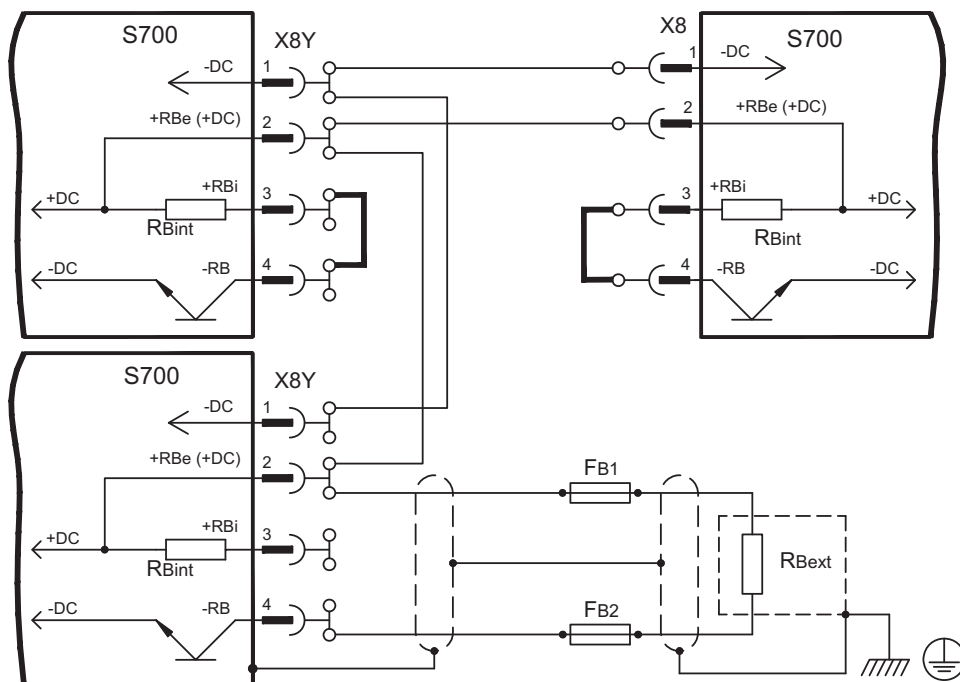 S700
X8Y
-DC
1
+RBe (+DC)
2
+DC
+RBi
3
RBint
-DC
-RB
4
X8
S700
1
-DC
2
+RBe (+DC)
3
+RBi
+DC
RBint
4
-RB
-DC
S700
X8Y
-DC
1
+RBe (+DC)
2
+DC
+RBi
3
RBint
-DC
-RB
4
FB1
RBext
FB2